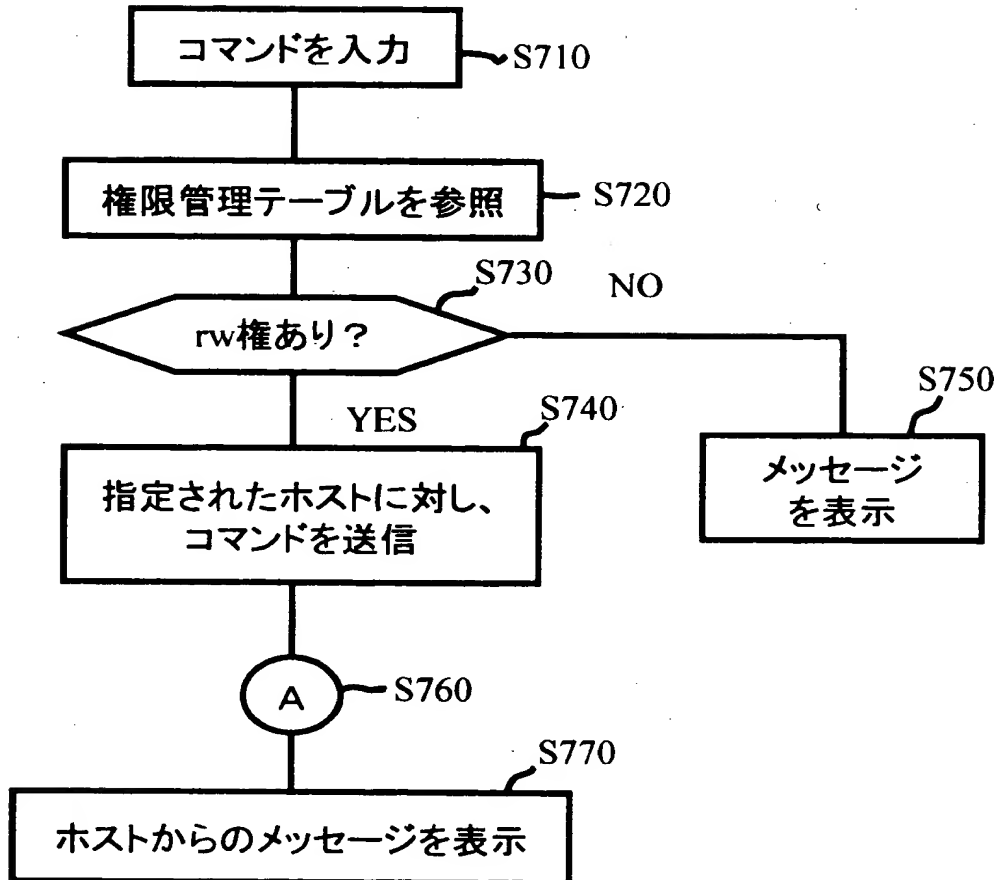 コマンドを入力
S710
権限管理テーブルを参照
S720
S730
rw権あり?
NO
YES
S740
指定されたホストに対し、
コマンドを送信
S750
メッセージ
を表示
A
S760
S770
ホストからのメッセージを表示